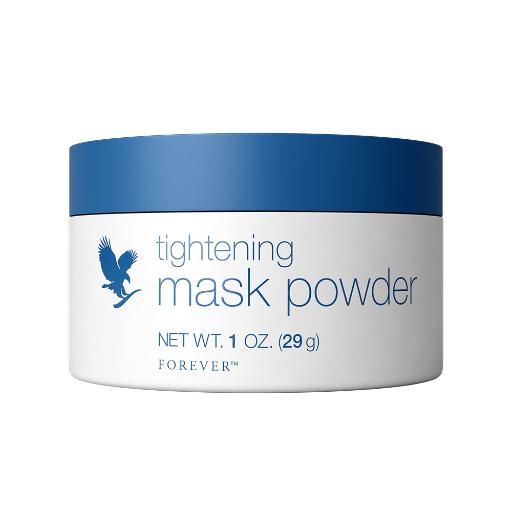 tightening
mask powder
NET WT. 1 OZ. (29 g)
FOREVER™